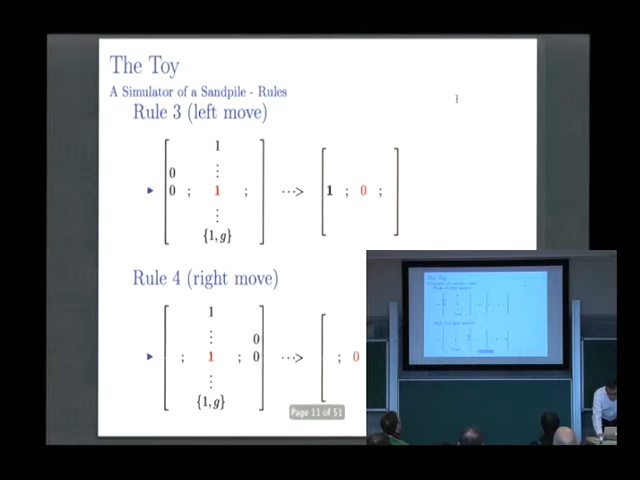 The Toy
A Simulator of a Sandpile - Rules
Rule 3 (left move)
1
0 ⋮
0 ; 1 ; ⋯> 1 ; 0 ;
⋮
{1,g}
Rule 4 (right move)
1
⋮ 0
; 1 ; 0 ⋯> ; 0
⋮
{1,g}
Page 11 of 51